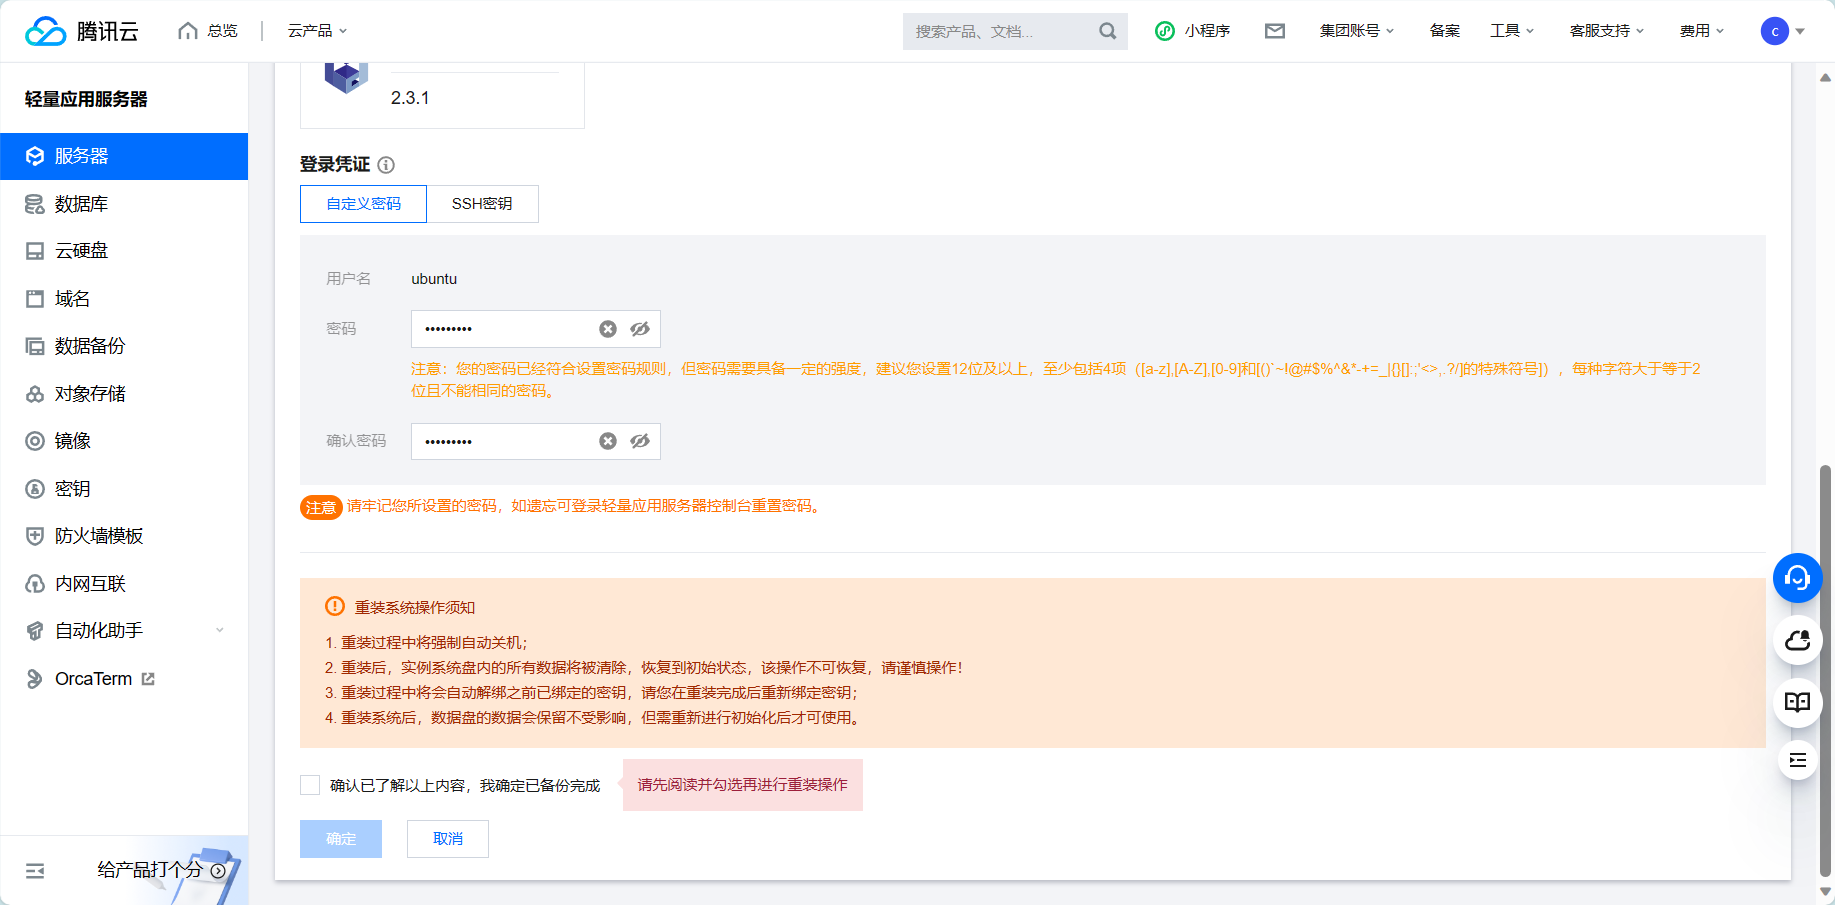 腾讯云
总览
云产品
搜索产品、文档...
小程序
集团账号
备案
工具
客服支持
费用
c
轻量应用服务器
服务器
数据库
云硬盘
域名
数据备份
对象存储
镜像
密钥
防火墙模板
内网互联
自动化助手
OrcaTerm
给产品打个分
2.3.1
登录凭证
自定义密码
SSH密钥
用户名 ubuntu
密码 •••••••••
注意：您的密码已经符合设置密码规则，但密码需要具备一定的强度，建议您设置12位及以上，至少包括4项（[a-z],[A-Z],[0-9]和[()`~!@#$%^&*-+=_|{}[]:;'<>,.?/]的特殊符号]），每种字符大于等于2
位且不能相同的密码。
确认密码 •••••••••
注意 请牢记您所设置的密码，如遗忘可登录轻量应用服务器控制台重置密码。
重装系统操作须知
1. 重装过程中将强制自动关机；
2. 重装后，实例系统盘内的所有数据将被清除，恢复到初始状态，该操作不可恢复，请谨慎操作！
3. 重装过程中将会自动解绑之前已绑定的密钥，请您在重装完成后重新绑定密钥；
4. 重装系统后，数据盘的数据会保留不受影响，但需重新进行初始化后才可使用。
确认已了解以上内容，我确定已备份完成
请先阅读并勾选再进行重装操作
确定
取消